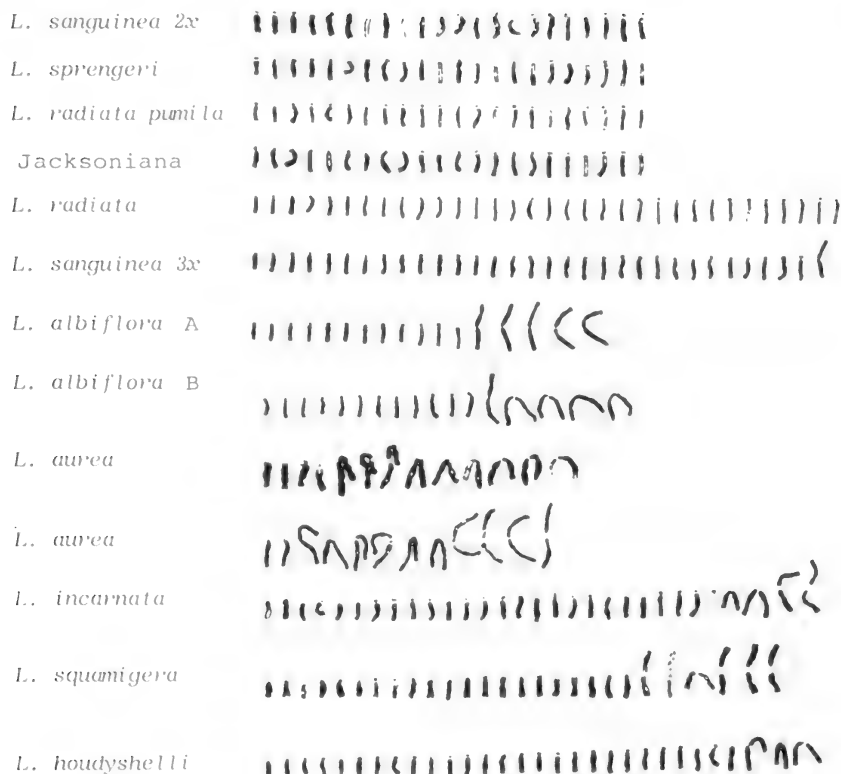 L. sanguinea 2x
L. sprengeri
L. radiata pumila
Jacksoniana
L. radiata
L. sanguinea 3x
L. albiflora A
L. albiflora B
L. aurea
L. aurea
L. incarnata
L. squamigera
L. houdyshelli